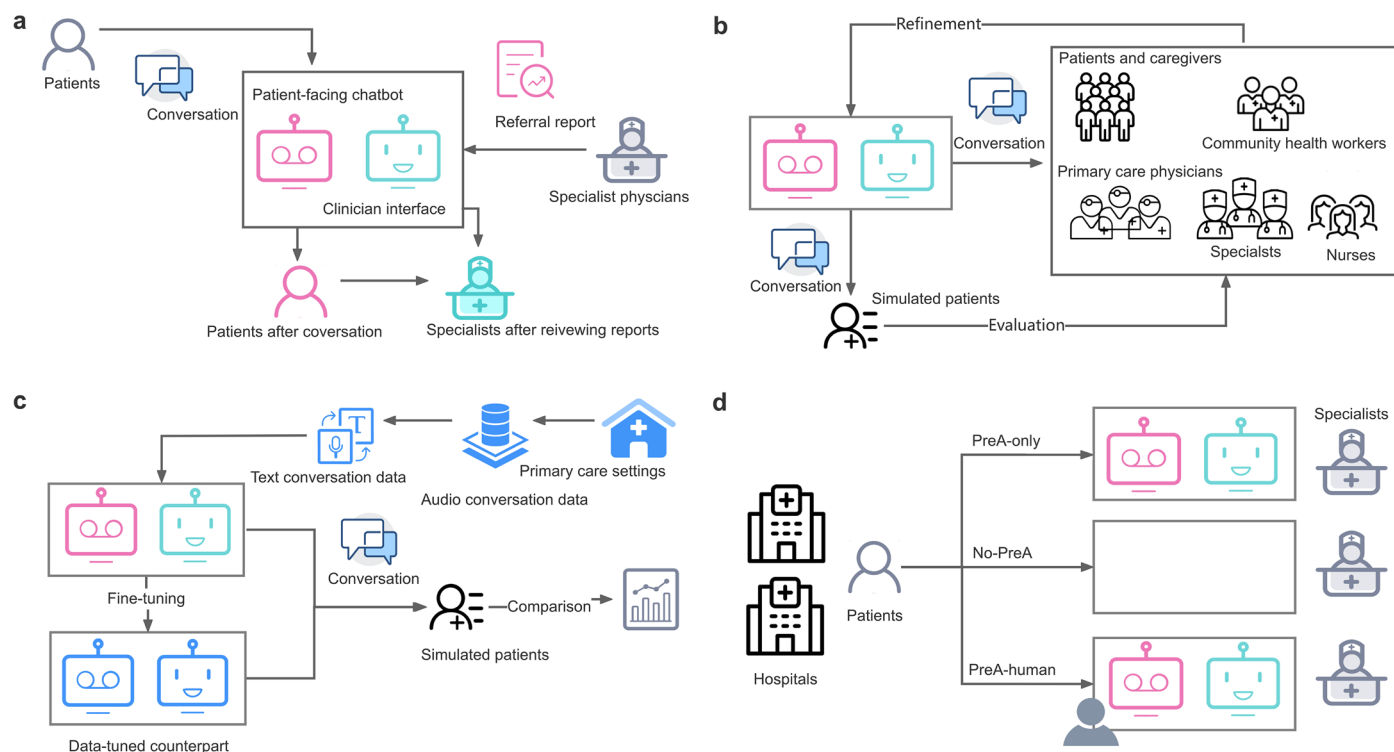 a
Patients
Conversation
Patient-facing chatbot
Referral report
Specialist physcians
Clinician interface
Patients after coversation
Specialists after reivewing reports
b
Refinement
Patients and caregivers
Conversation
Community health workers
Primary care physicians
Specialsts
Nurses
Conversation
Simulated patients
Evaluation
c
Primary care settings
Text conversation data
T
Audio conversation data
Conversation
Fine-tuning
Comparison
Simulated patients
Data-tuned counterpart
d
Specialists
PreA-only
No-PreA
Patients
PreA-human
Hospitals